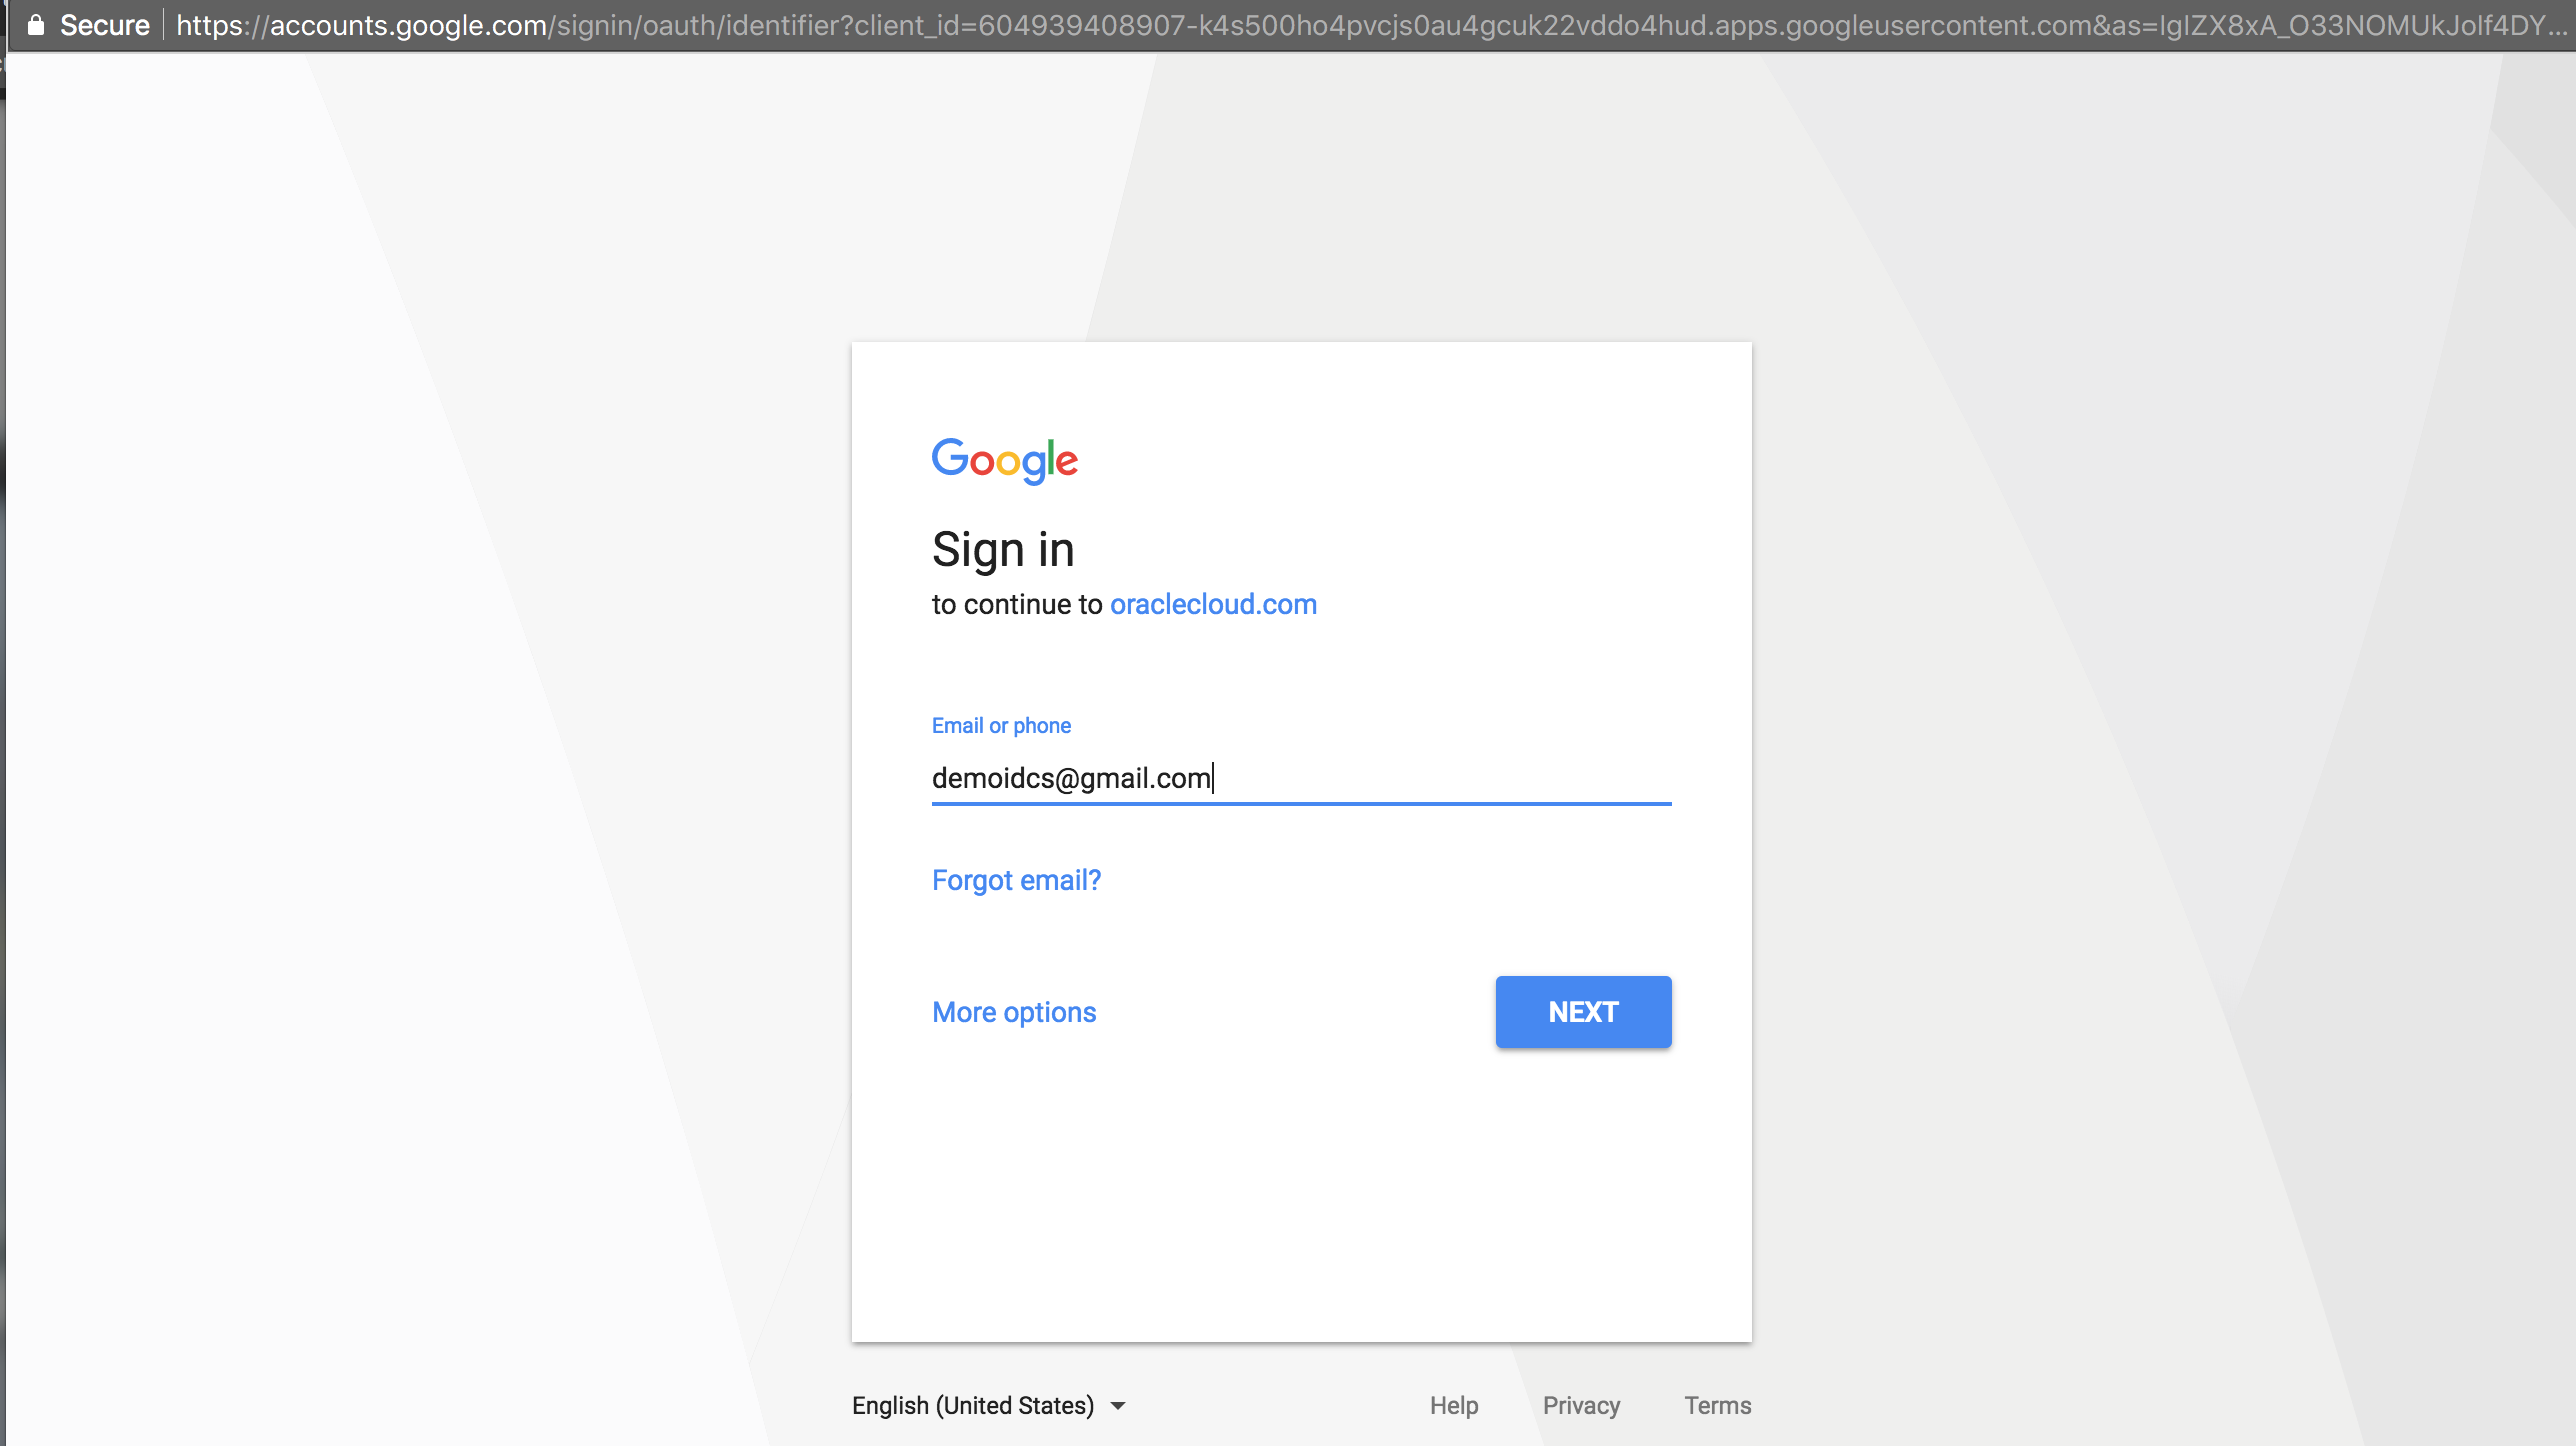 Secure https://accounts.google.com/signin/oauth/identifier?client_id=604939408907-k4s500ho4pvcjs0au4gcuk22vddo4hud.apps.googleusercontent.com&as=IgIZX8xA_O33NOMUkJolf4DY...
Google
Sign in
to continue to oraclecloud.com
Email or phone
demoidcs@gmail.com
Forgot email?
More options
NEXT
English (United States)
Help Privacy Terms